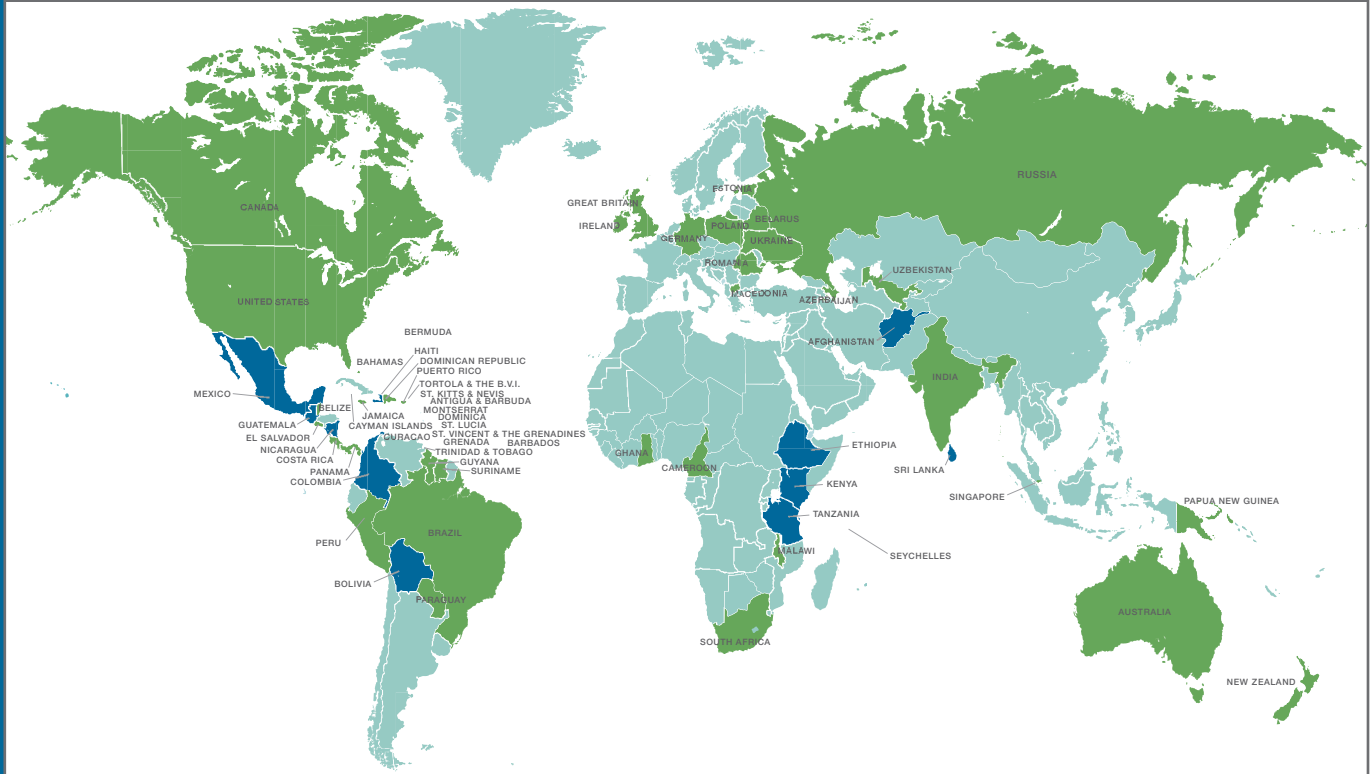 RUSSIA
ESTONIA
GREAT BRITAIN
CANADA
BELARUS
IRELAND
POLAND
GERMANY
UKRAINE
ROMANIA
UZBEKISTAN
MACEDONIA
AZERBAIJAN
UNITED STATES
BERMUDA
AFGHANISTAN
HAITI
BAHAMAS
DOMINICAN REPUBLIC
PUERTO RICO
INDIA
TORTOLA & THE B.V.I.
MEXICO
ST. KITTS & NEVIS
ANTIGUA & BARBUDA
BELIZE
MONTSERRAT
JAMAICA
DOMINICA
GUATEMALA
CAYMAN ISLANDS
ST. LUCIA
EL SALVADOR
CURACAO
ST. VINCENT & THE GRENADINES
GRENADA
BARBADOS
ETHIOPIA
NICARAGUA
TRINIDAD & TOBAGO
GHANA
COSTA RICA
GUYANA
CAMEROON
SRI LANKA
PANAMA
SURINAME
COLOMBIA
KENYA
SINGAPORE
PAPUA NEW GUINEA
TANZANIA
BRAZIL
PERU
MALAWI
SEYCHELLES
BOLIVIA
PARAGUAY
AUSTRALIA
SOUTH AFRICA
NEW ZEALAND